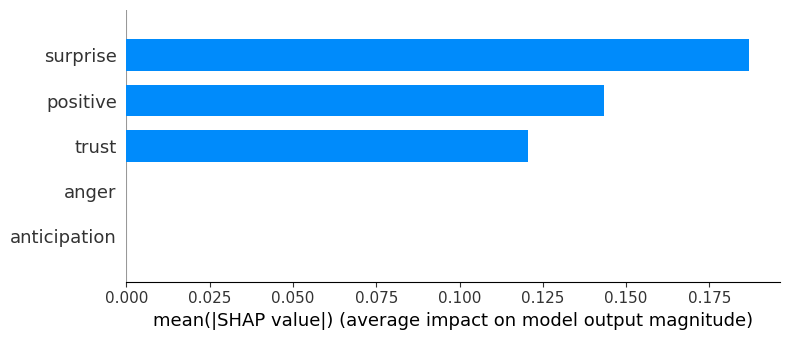 surprise
positive
trust
anger
anticipation
0.000 0.025 0.050 0.075 0.100 0.125 0.150 0.175
mean(|SHAP value|) (average impact on model output magnitude)